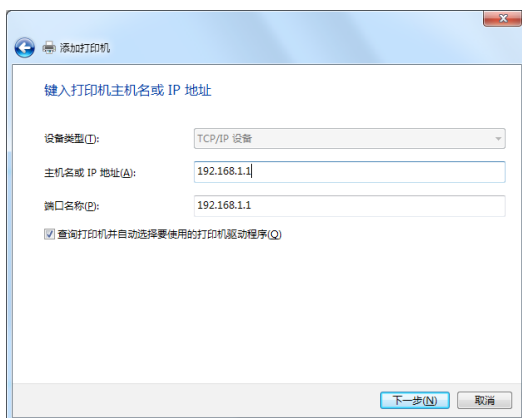 添加打印机
键入打印机主机名或 IP 地址
设备类型(T): TCP/IP 设备
主机名或 IP 地址(A): 192.168.1.1
端口名称(P): 192.168.1.1
查询打印机并自动选择要使用的打印机驱动程序(Q)
下一步(N) 取消